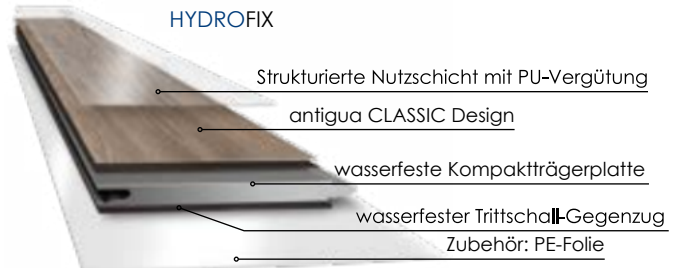 HYDROFIX
Strukturierte Nutzschicht mit PU-Vergütung
antigua CLASSIC Design
wasserfeste Kompaktträgerplatte
wasserfester Trittschall-Gegenzug
Zubehör: PE-Folie